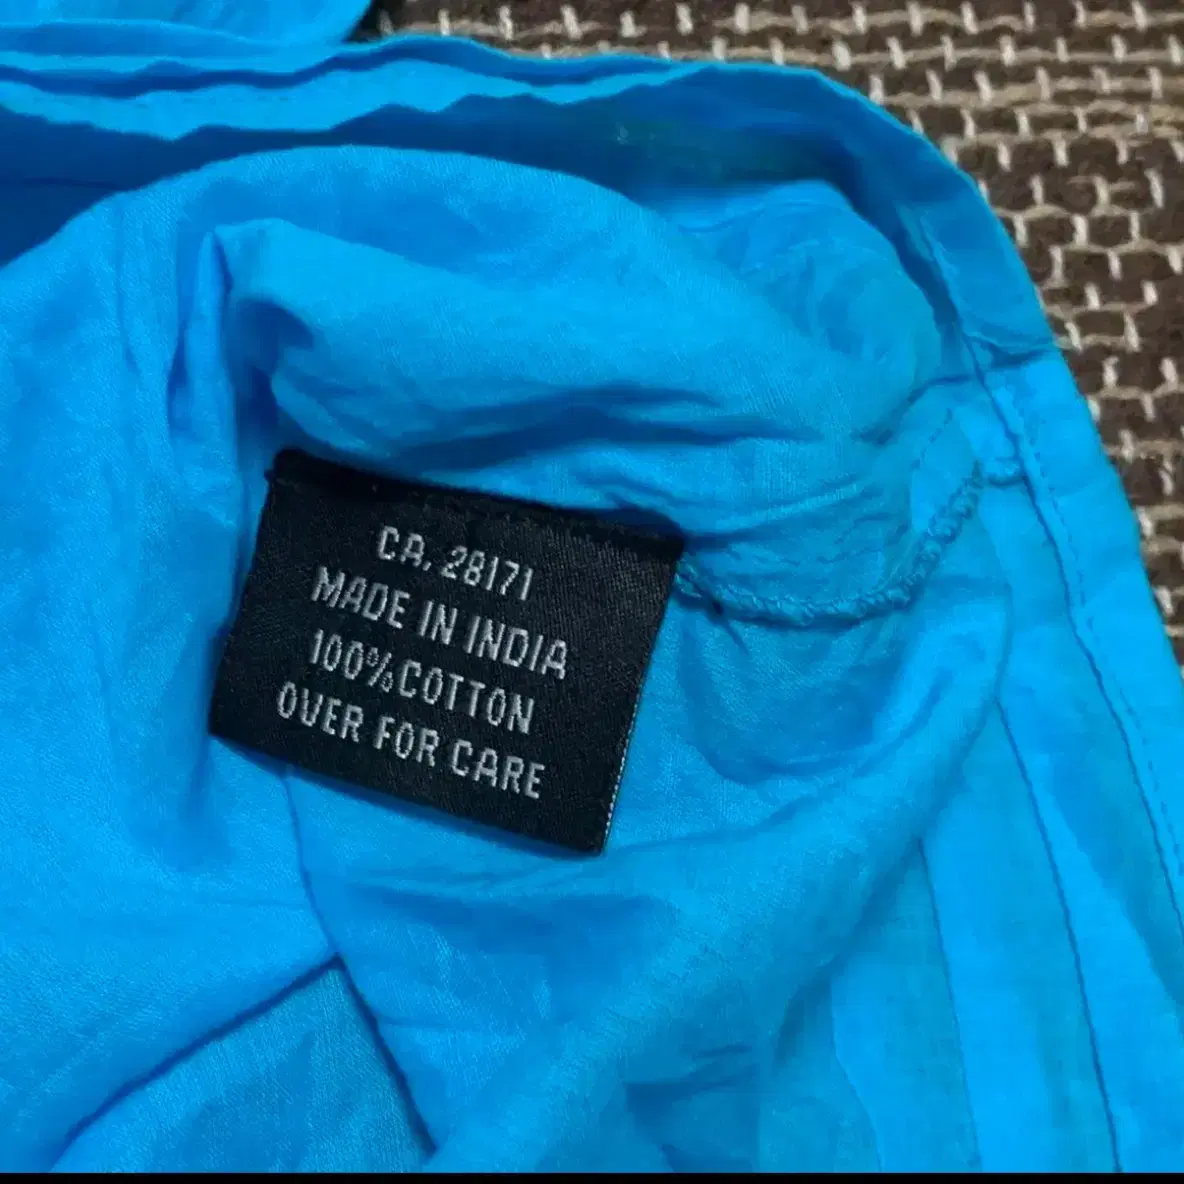 CA. 28171
MADE IN INDIA
100% COTTON
OVER FOR CARE